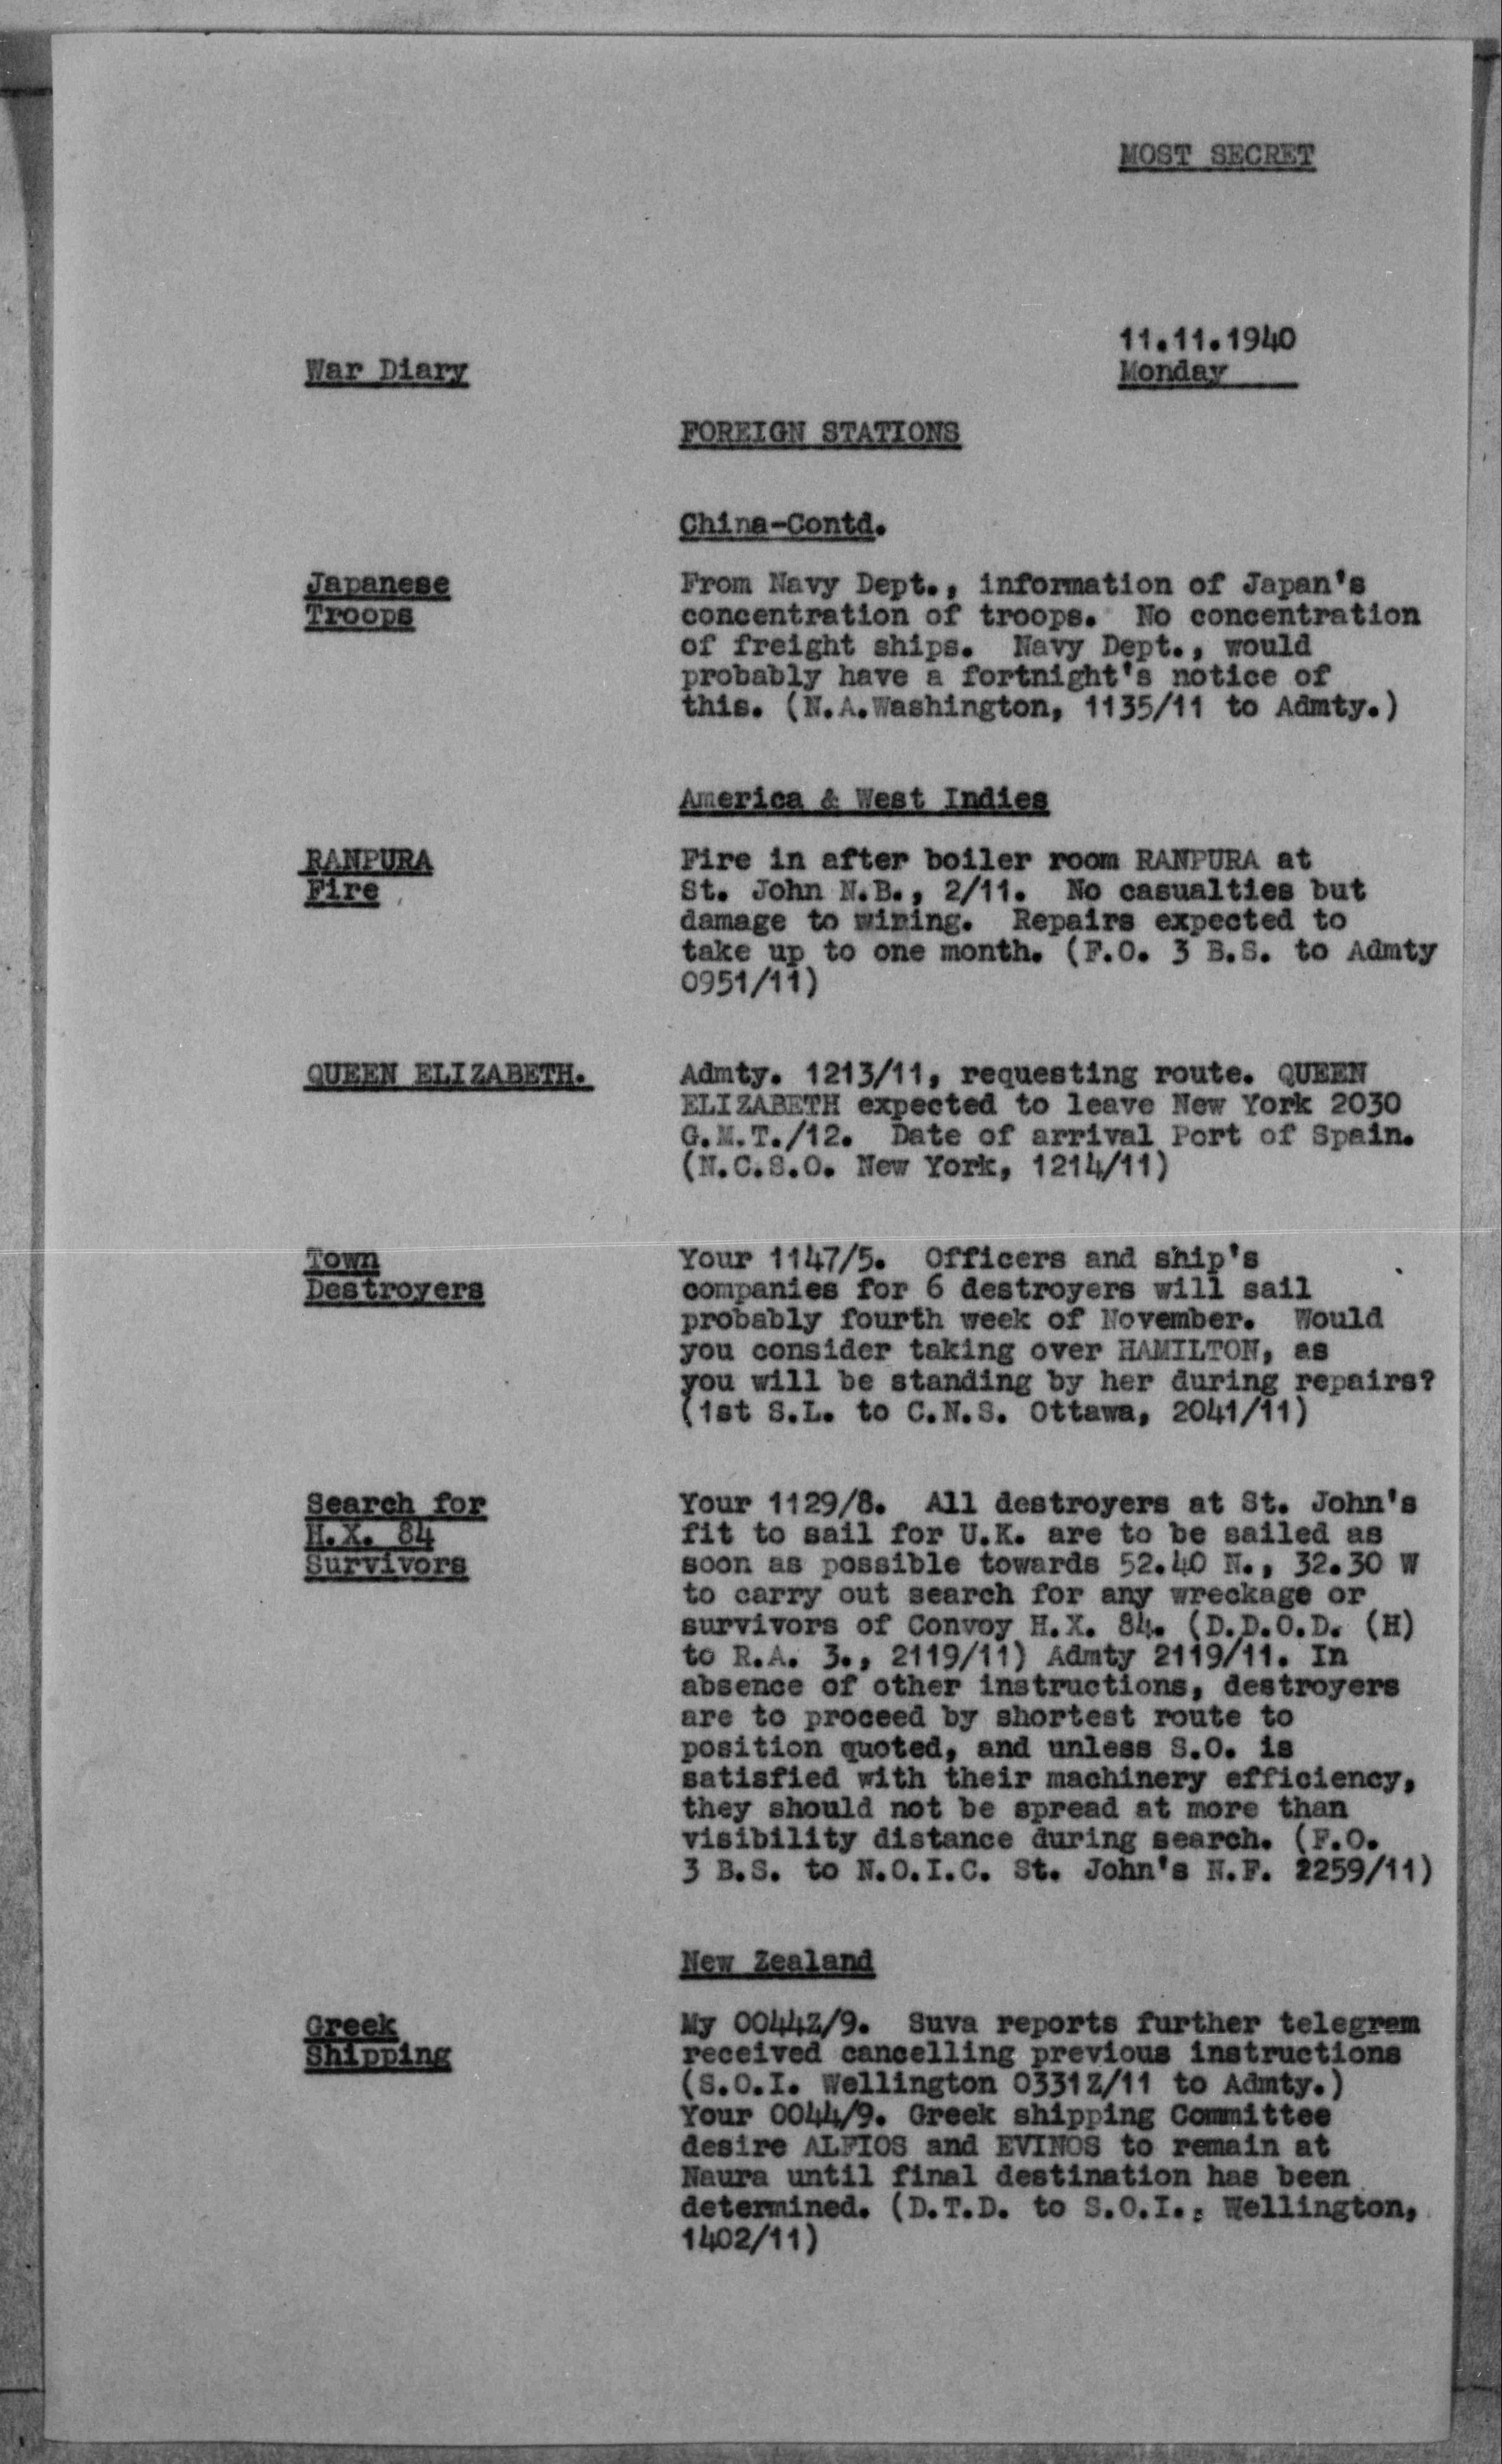 MOST SECRET
11.11.1940
War Diary
Monday
FOREIGN STATIONS
China-Contd.
Japanese
Troops
From Navy Dept., information of Japan's
concentration of troops. No concentration
of freight ships. Navy Dept., would
probably have a fortnight's notice of
this. (N.A.Washington, 1135/11 to Admty.)
America & West Indies
RANPURA
Fire
Fire in after boiler room RANPURA at
St. John N.B., 2/11. No casualties but
damage to wiring. Repairs expected to
take up to one month. (F.O. 3 B.S. to Admty
0951/11)
QUEEN ELIZABETH.
Admty. 1213/11, requesting route. QUEEN
ELIZABETH expected to leave New York 2030
G.M.T./12. Date of arrival Port of Spain.
(N.C.S.O. New York, 1214/11)
Town
Destroyers
Your 1147/5. Officers and ship's
companies for 6 destroyers will sail
probably fourth week of November. Would
you consider taking over HAMILTON, as
you will be standing by her during repairs?
(1st S.L. to C.N.S. Ottawa, 2041/11)
Search for
H.X. 84
Survivors
Your 1129/8. All destroyers at St. John's
fit to sail for U.K. are to be sailed as
soon as possible towards 52.40 N., 32.30 W
to carry out search for any wreckage or
survivors of Convoy H.X. 84. (D.D.O.D. (H)
to R.A. 3., 2119/11) Admty 2119/11. In
absence of other instructions, destroyers
are to proceed by shortest route to
position quoted, and unless S.O. is
satisfied with their machinery efficiency,
they should not be spread at more than
visibility distance during search. (F.O.
3 B.S. to N.O.I.C. St. John's N.F. 2259/11)
New Zealand
Greek
Shipping
My 0044Z/9. Suva reports further telegram
received cancelling previous instructions
(S.O.I. Wellington 0331Z/11 to Admty.)
Your 0044/9. Greek shipping Committee
desire ALFIOS and EVINOS to remain at
Naura until final destination has been
determined. (D.T.D. to S.O.I., Wellington,
1402/11)